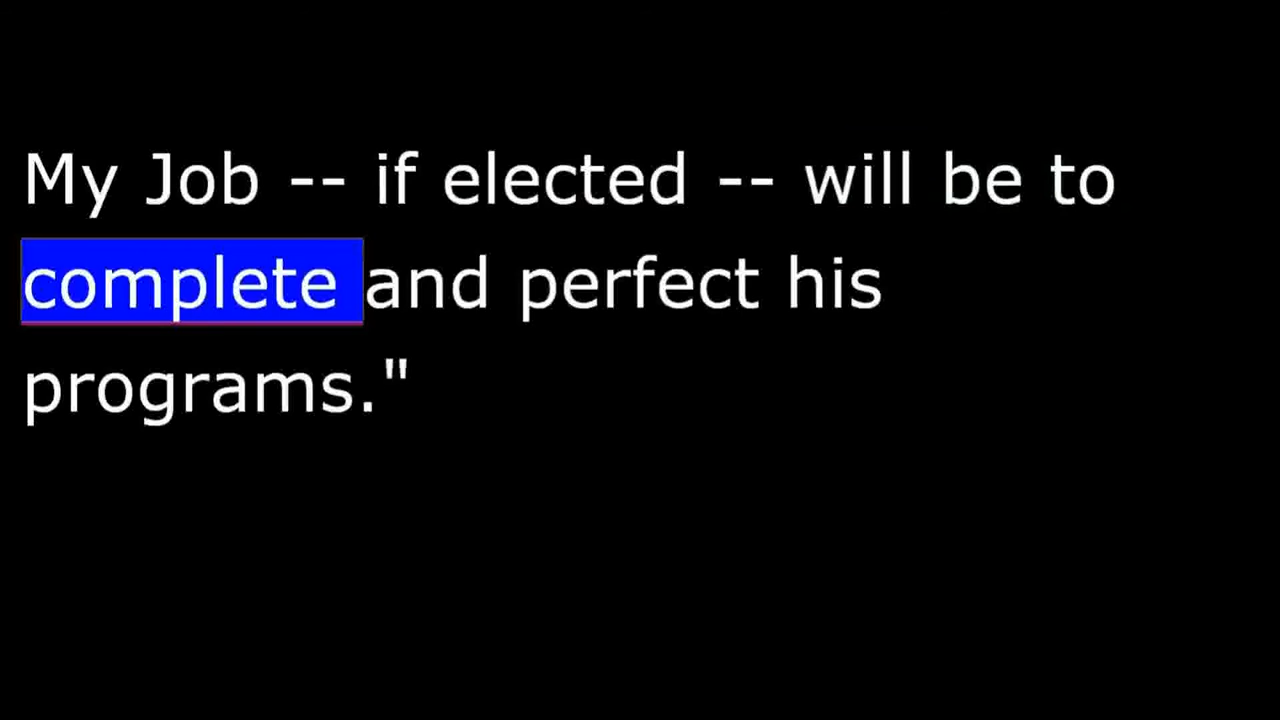 My Job -- if elected -- will be to
complete and perfect his
programs."